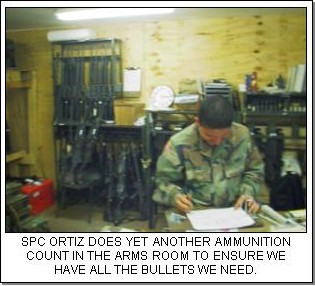 SPC ORTIZ DOES YET ANOTHER AMMUNITION
COUNT IN THE ARMS ROOM TO ENSURE WE
HAVE ALL THE BULLETS WE NEED.